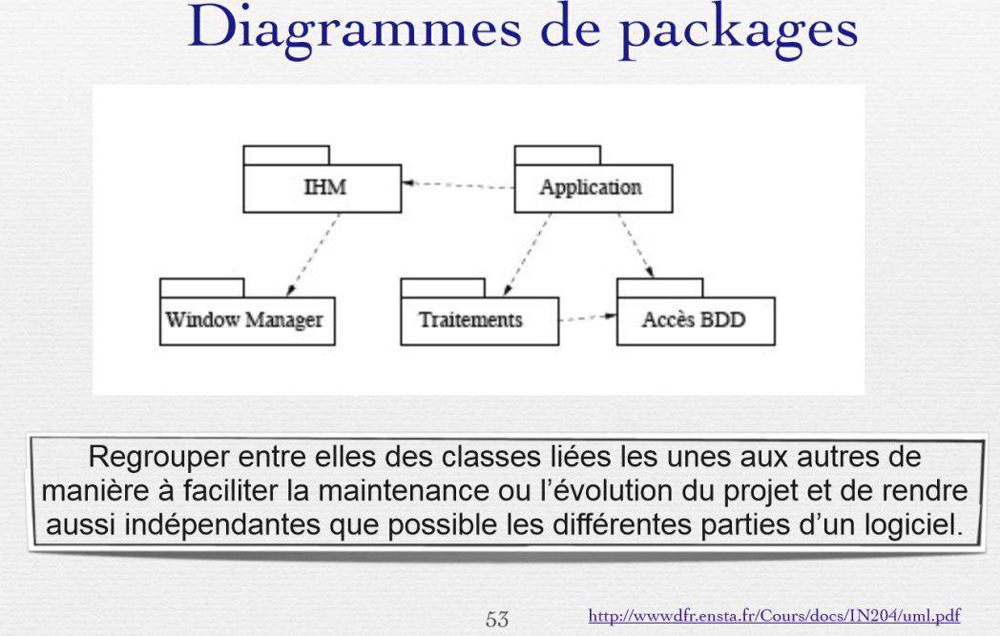 Diagrammes de packages
IHM
Application
Window Manager
Traitements
Accès BDD
Regrouper entre elles des classes liées les unes aux autres de
manière à faciliter la maintenance ou l’évolution du projet et de rendre
aussi indépendantes que possible les différentes parties d’un logiciel.
53
http://wwwdfr.ensta.fr/Cours/docs/IN204/uml.pdf